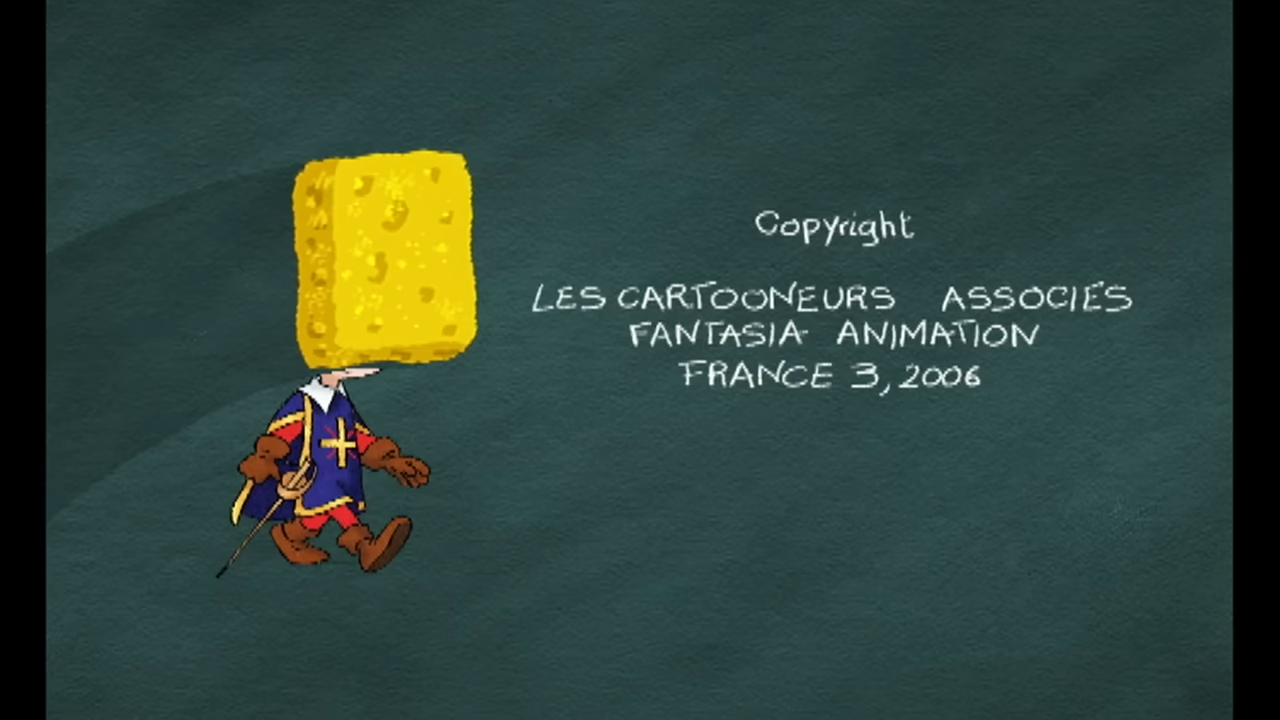 Copyright
LES CARTOONEURS ASSOCIÉS
FANTASIA ANIMATION
FRANCE 3, 2006